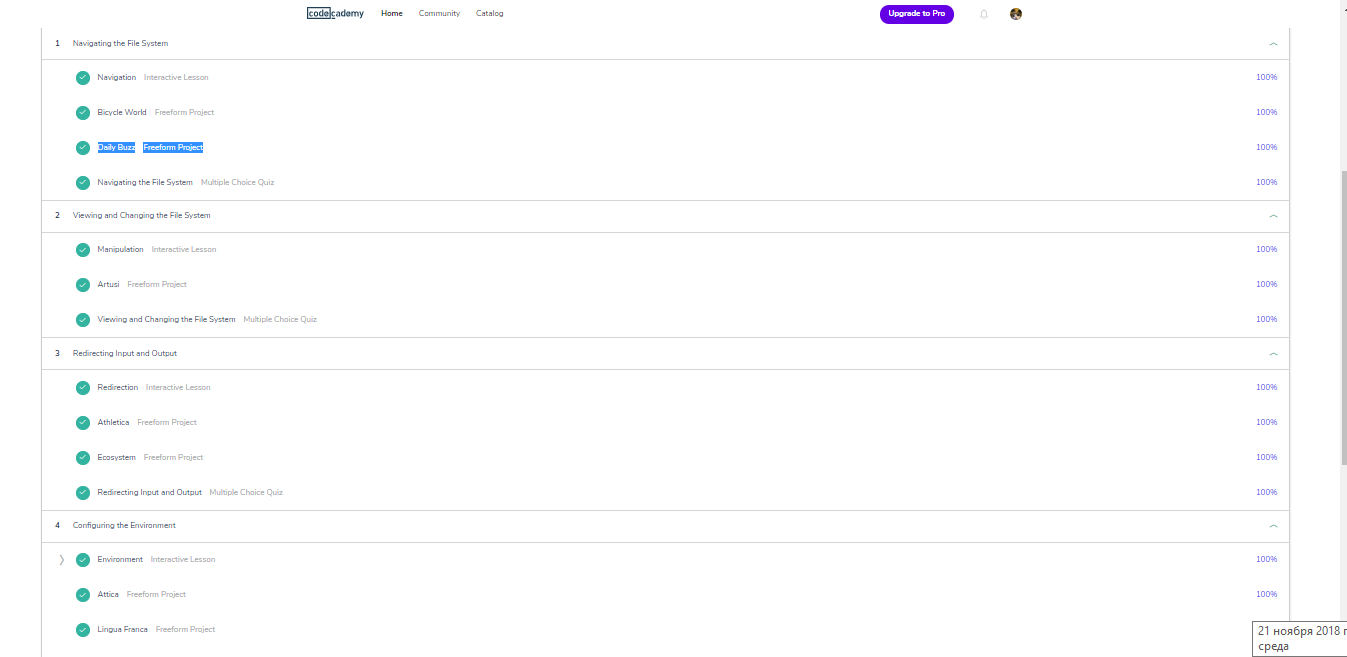 codecademy Home Community Catalog Upgrade to Pro
1 Navigating the File System
Navigation Interactive Lesson 100%
Bicycle World Freeform Project 100%
Daily Buzz Freeform Project 100%
Navigating the File System Multiple Choice Quiz 100%
2 Viewing and Changing the File System
Manipulation Interactive Lesson 100%
Artusi Freeform Project 100%
Viewing and Changing the File System Multiple Choice Quiz 100%
3 Redirecting Input and Output
Redirection Interactive Lesson 100%
Athletica Freeform Project 100%
Ecosystem Freeform Project 100%
Redirecting Input and Output Multiple Choice Quiz 100%
4 Configuring the Environment
Environment Interactive Lesson 100%
Attica Freeform Project 100%
Lingua Franca Freeform Project
21 ноября 2018
среда